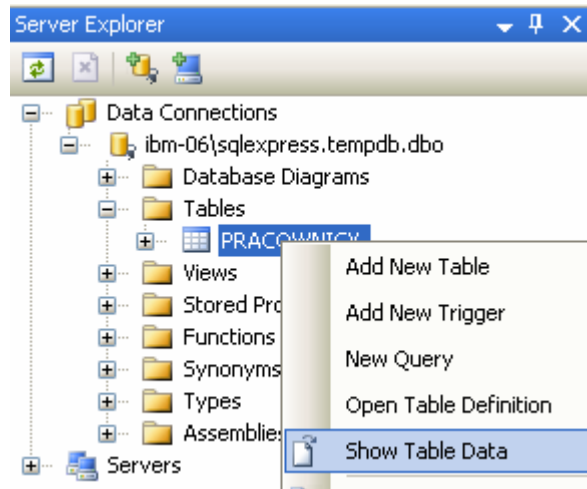 Server Explorer
Data Connections
ibm-06\sqlexpress.tempdb.dbo
Database Diagrams
Tables
PRACOWNICY
Views
Stored Pro
Functions
Synonyms
Types
Assemblies
Servers
Add New Table
Add New Trigger
New Query
Open Table Definition
Show Table Data